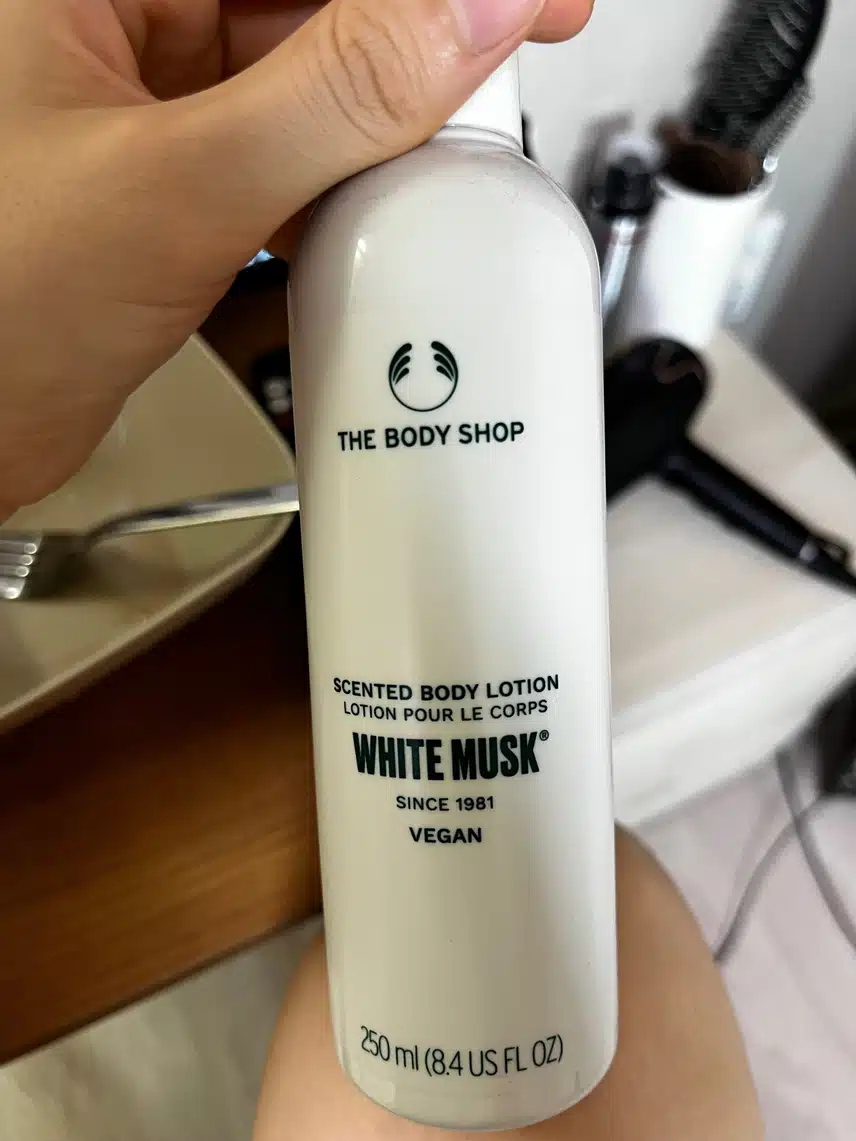 THE BODY SHOP
SCENTED BODY LOTION
LOTION POUR LE CORPS
WHITE MUSK®
SINCE 1981
VEGAN
250 ml (8.4 US FL OZ)